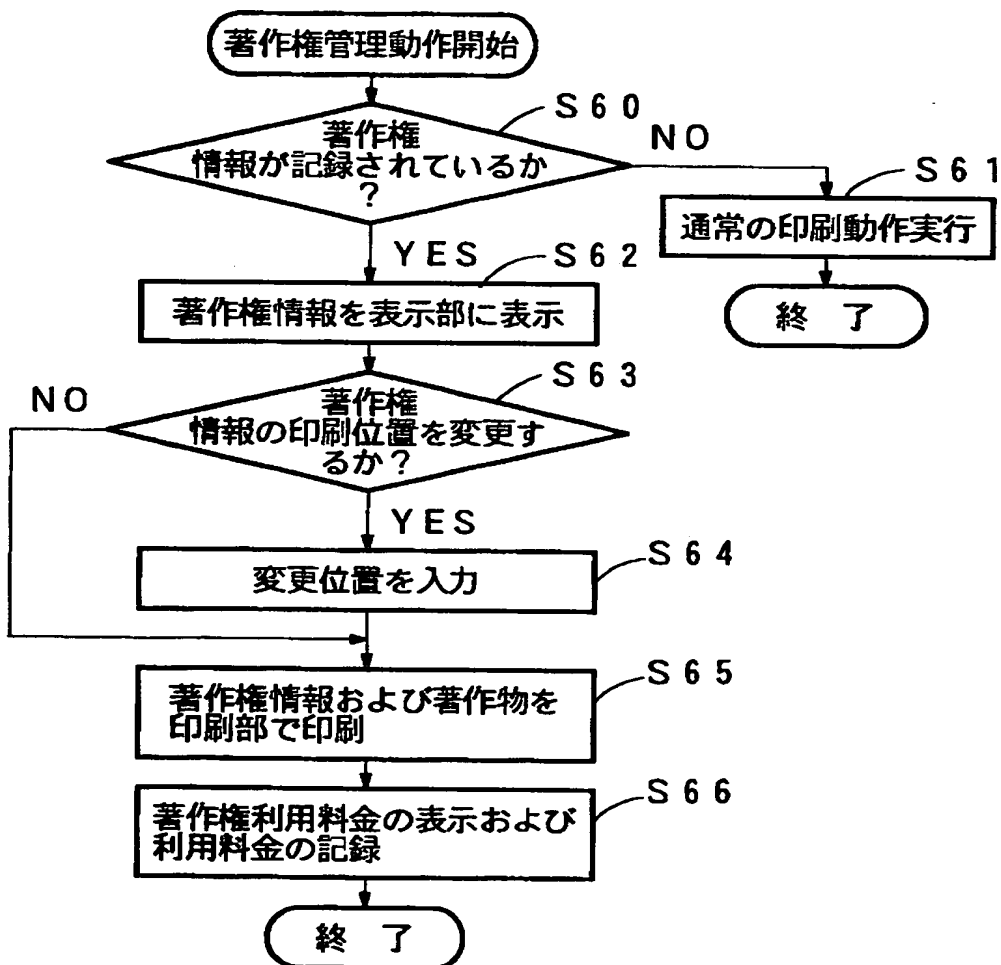 著作権管理動作開始
S60
著作権
情報が記録されているか
?
NO
S61
通常の印刷動作実行
終 了
YES
S62
著作権情報を表示部に表示
S63
NO
著作権
情報の印刷位置を変更す
るか?
YES
S64
変更位置を入力
S65
著作権情報および著作物を
印刷部で印刷
S66
著作権利用料金の表示および
利用料金の記録
終 了